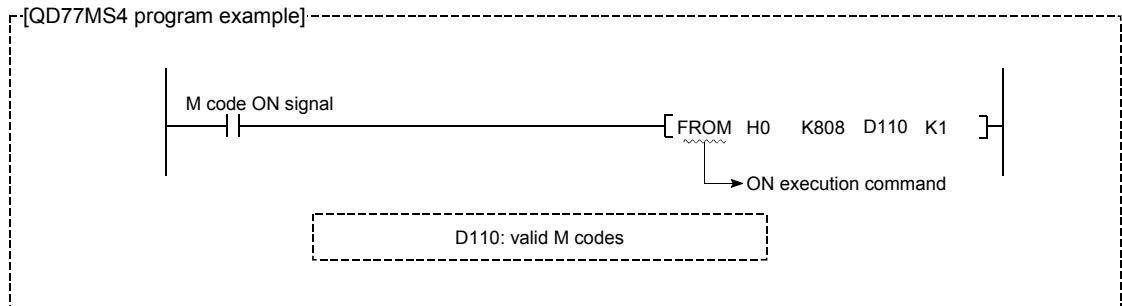 [QD77MS4 program example]
M code ON signal
FROM H0 K808 D110 K1
ON execution command
D110: valid M codes